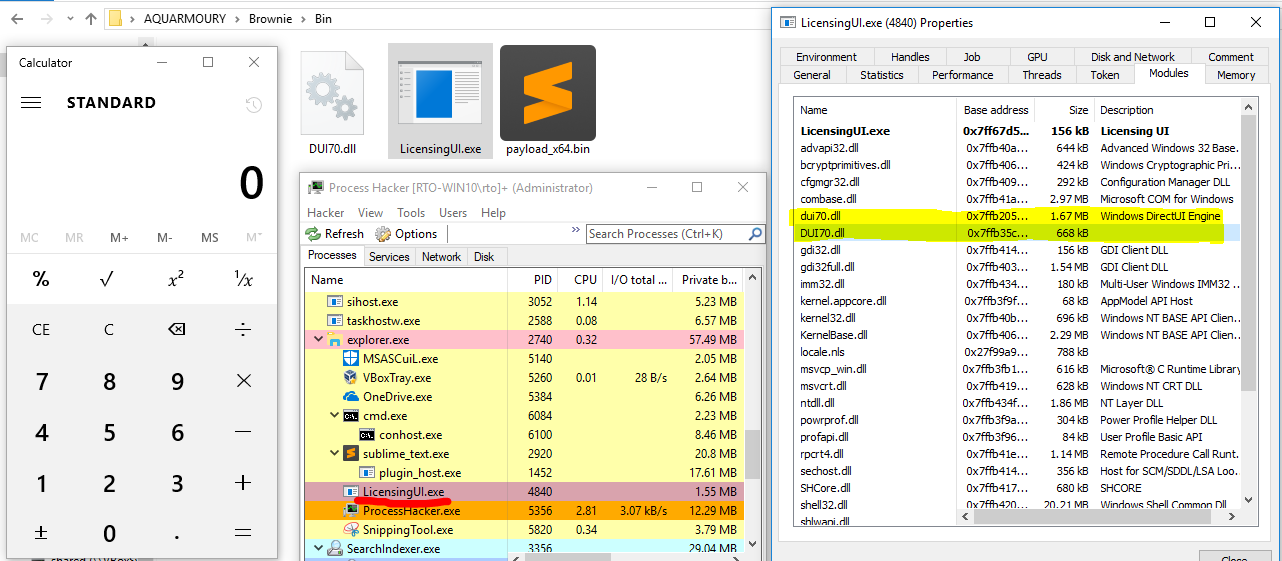 AQUARMOURY > Brownie > Bin
Calculator
STANDARD
0
MC MR M+ M- MS M˅
% √ x² ¹/x
CE C ÷
7 8 9 ×
4 5 6 −
1 2 3 +
± 0 . =
DUI70.dll
LicensingUI.exe
payload_x64.bin
Process Hacker [RTO-WIN10\rto]+ (Administrator)
Hacker View Tools Users Help
Refresh Options » Search Processes (Ctrl+K)
Processes Services Network Disk
Name PID CPU I/O total ... Private b...
sihost.exe 3052 1.14 5.23 MB
taskhostw.exe 2588 0.08 6.57 MB
explorer.exe 2740 0.32 57.49 MB
MSASCuiL.exe 5140 2.05 MB
VBoxTray.exe 5260 0.01 28 B/s 2.64 MB
OneDrive.exe 5384 6.26 MB
cmd.exe 6084 2.23 MB
conhost.exe 6100 8.46 MB
sublime_text.exe 2920 20.8 MB
plugin_host.exe 1452 17.61 MB
LicensingUI.exe 4840 1.55 MB
ProcessHacker.exe 5356 2.81 3.07 kB/s 12.29 MB
SnippingTool.exe 5820 0.34 3.79 MB
SearchIndexer.exe 3356 29.04 MB
LicensingUI.exe (4840) Properties
Environment Handles Job GPU Disk and Network Comment
General Statistics Performance Threads Token Modules Memory
Name Base address Size Description
LicensingUI.exe 0x7ff67d5... 156 kB Licensing UI
advapi32.dll 0x7ffb40a... 644 kB Advanced Windows 32 Base...
bcryptprimitives.dll 0x7ffb406... 424 kB Windows Cryptographic Pri...
cfgmgr32.dll 0x7ffb409... 292 kB Configuration Manager DLL
combase.dll 0x7ffb41a... 2.97 MB Microsoft COM for Windows
dui70.dll 0x7ffb205... 1.67 MB Windows DirectUI Engine
DUI70.dll 0x7ffb35c... 668 kB
gdi32.dll 0x7ffb414... 156 kB GDI Client DLL
gdi32full.dll 0x7ffb403... 1.54 MB GDI Client DLL
imm32.dll 0x7ffb434... 180 kB Multi-User Windows IMM32 ...
kernel.appcore.dll 0x7ffb3f9f... 68 kB AppModel API Host
kernel32.dll 0x7ffb40b... 696 kB Windows NT BASE API Clien...
KernelBase.dll 0x7ffb406... 2.29 MB Windows NT BASE API Clien...
locale.nls 0x27f99a9... 788 kB
msvcp_win.dll 0x7ffb3fb1... 616 kB Microsoft® C Runtime Library
msvcrt.dll 0x7ffb419... 628 kB Windows NT CRT DLL
ntdll.dll 0x7ffb434f... 1.86 MB NT Layer DLL
powrprof.dll 0x7ffb3f9a... 304 kB Power Profile Helper DLL
profapi.dll 0x7ffb3f96... 84 kB User Profile Basic API
rpcrt4.dll 0x7ffb41e... 1.14 MB Remote Procedure Call Runt...
sechost.dll 0x7ffb414... 356 kB Host for SCM/SDDL/LSA Loo...
SHCore.dll 0x7ffb417... 680 kB SHCORE
shell32.dll 0x7ffb420... 20.21 MB Windows Shell Common Dll
shlwapi.dll
Close